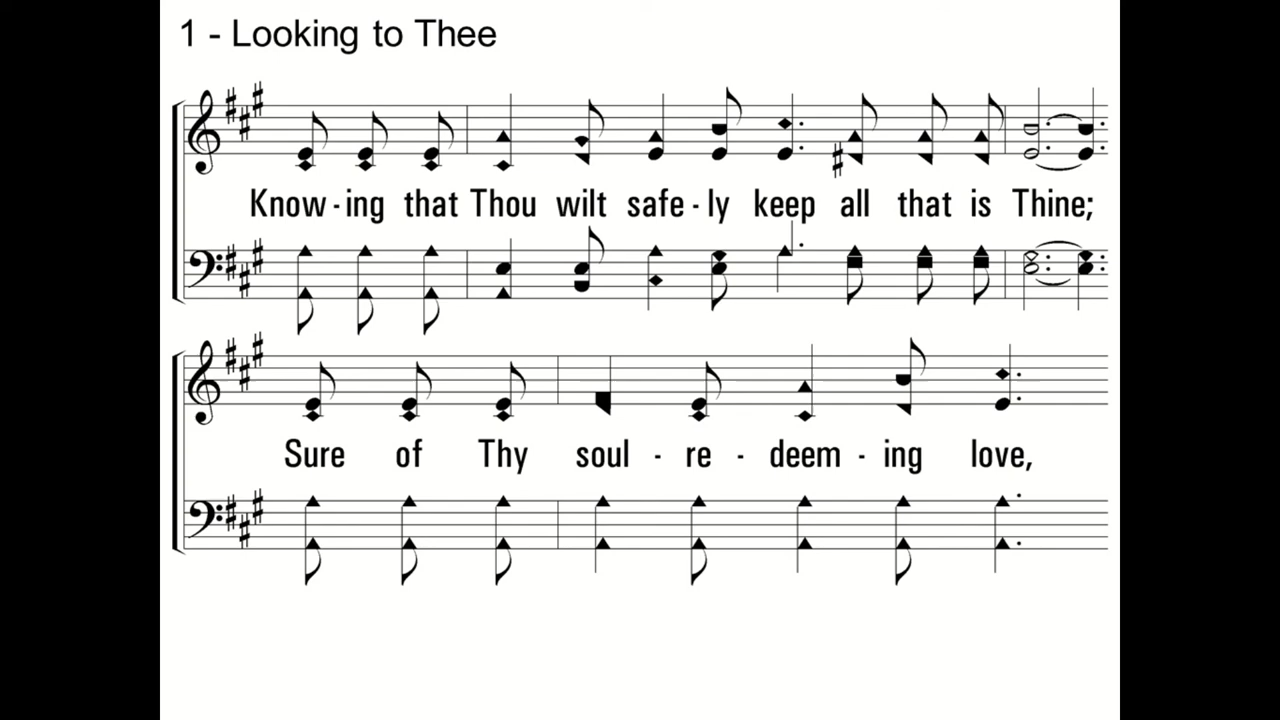 1 - Looking to Thee
Know - ing that Thou wilt safe - ly keep all that is Thine;
Sure of Thy soul - re - deem - ing love,